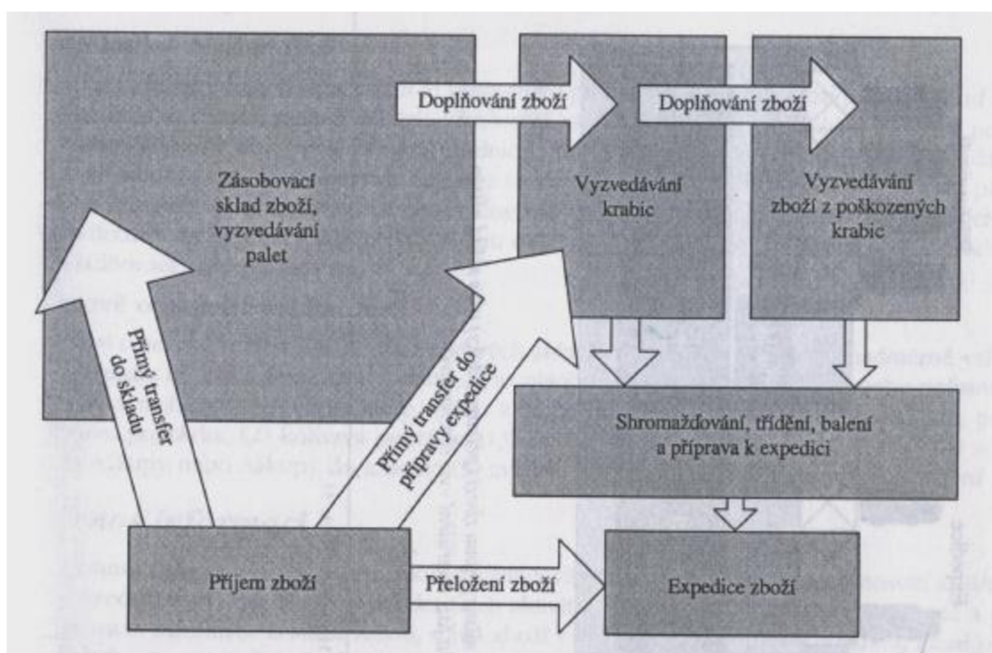 Doplňování zboží
Doplňování zboží
Zásobovací
sklad zboží,
vyzvedávání
palet
Vyzvedávání
krabic
Vyzvedávání
zboží z poškozených
krabic
Přímý transfer
do skladu
Přímý transfer do
přípravy expedice
Shromažďování, třídění, balení
a příprava k expedici
Příjem zboží
Přeložení zboží
Expedice zboží